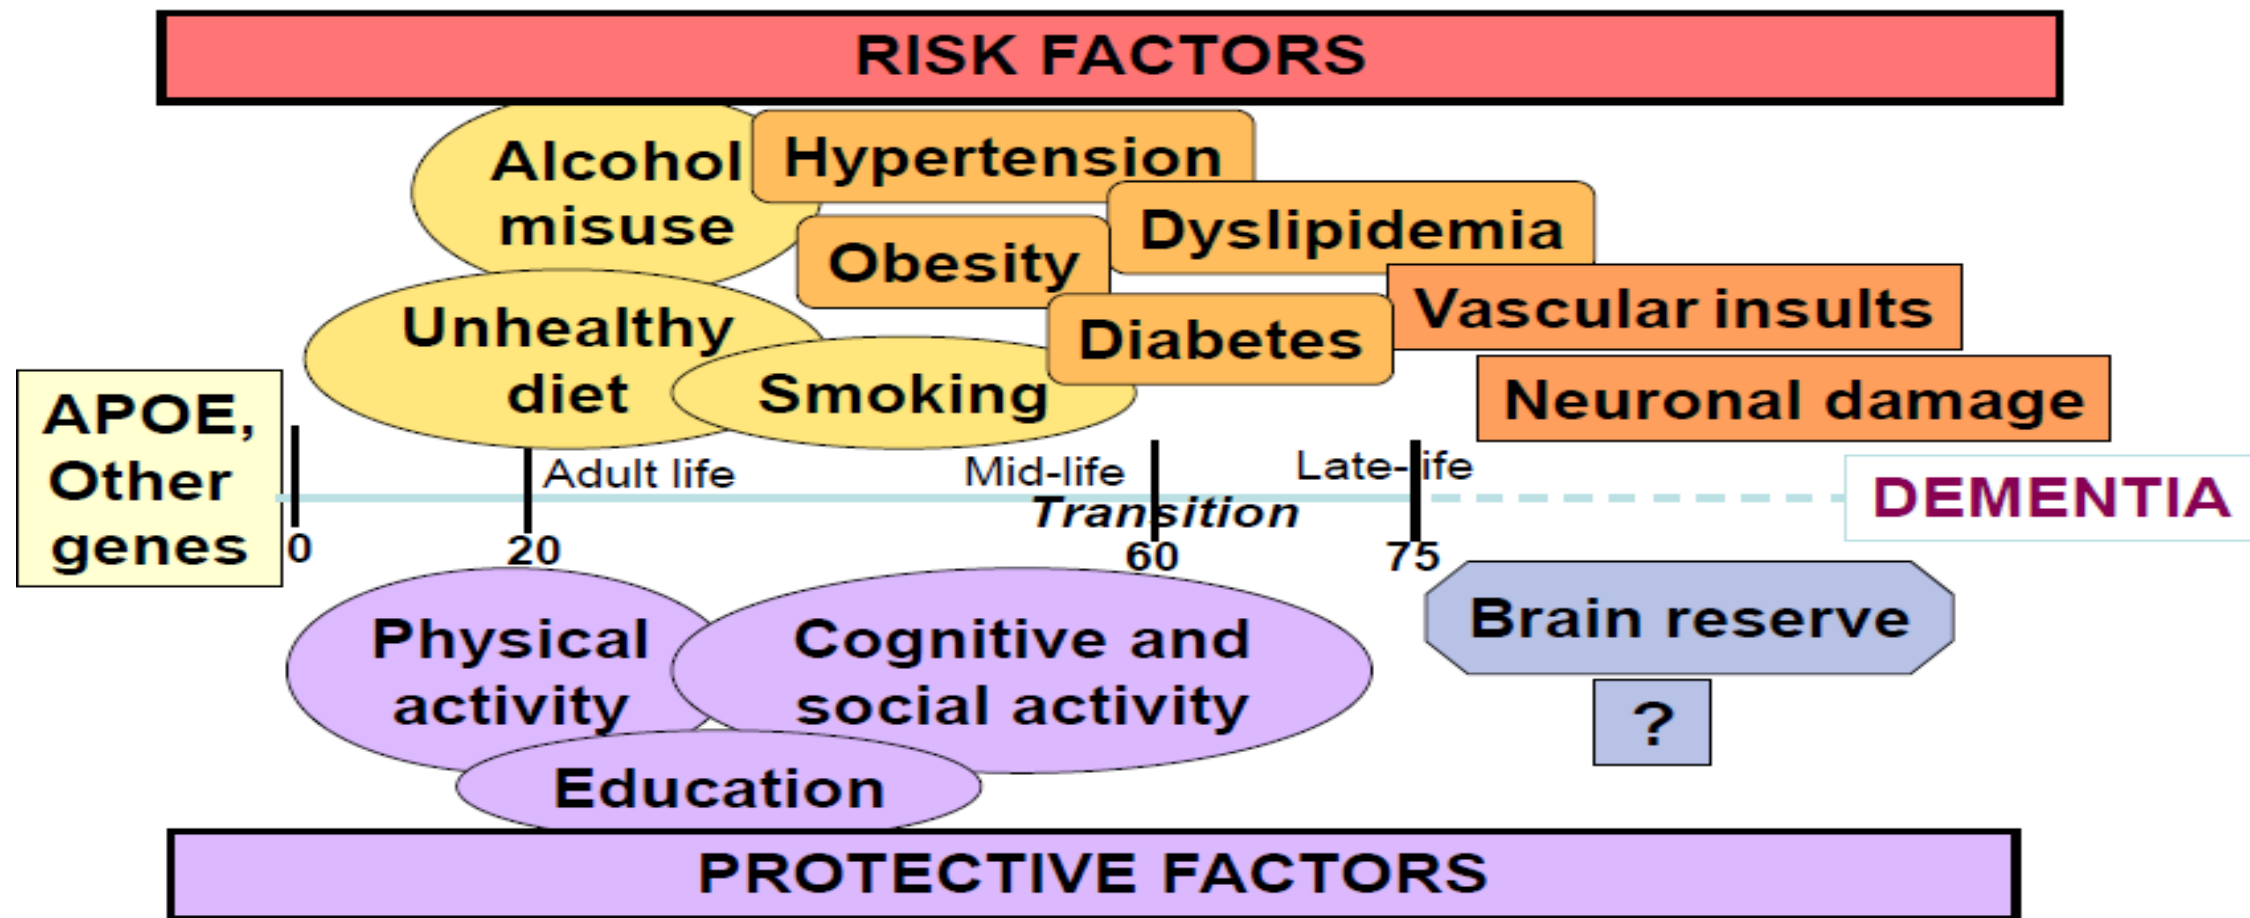 RISK FACTORS
Alcohol
misuse
Hypertension
Dyslipidemia
Obesity
Vascular insults
Unhealthy
diet
Diabetes
Smoking
Neuronal damage
APOE,
Other
genes
Adult life
Mid-life
Late-life
Transition
DEMENTIA
0
20
60
75
Physical
activity
Cognitive and
social activity
Brain reserve
?
Education
PROTECTIVE FACTORS